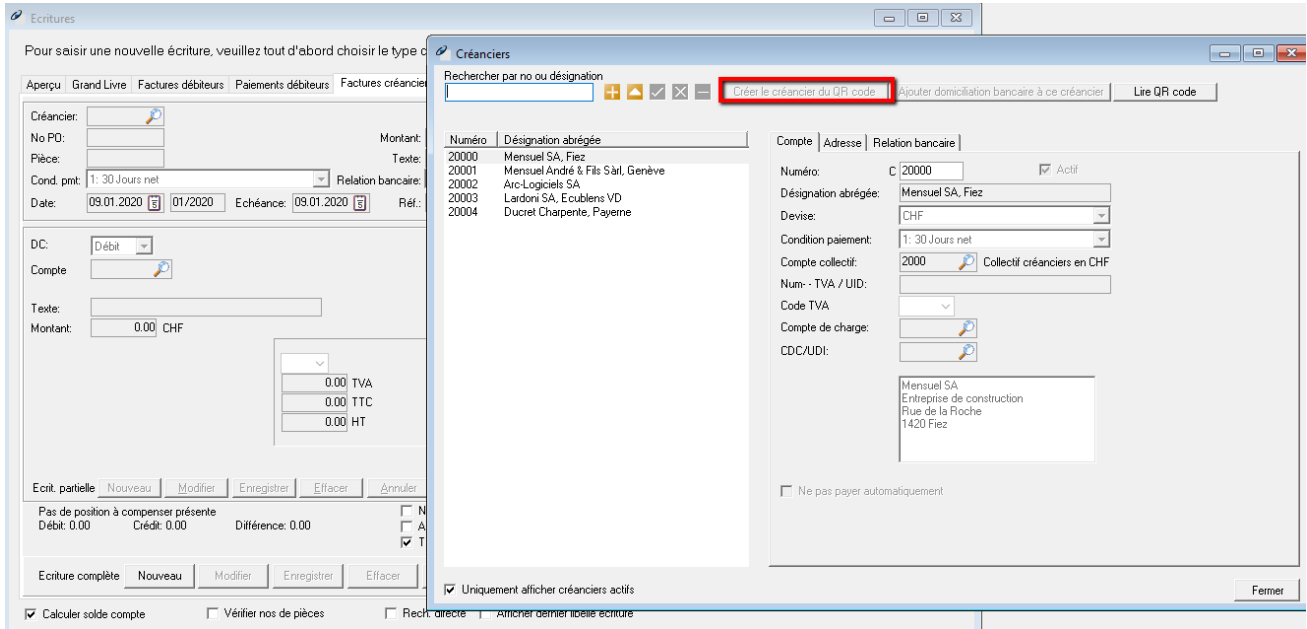 Ecritures
Pour saisir une nouvelle écriture, veuillez tout d'abord choisir le type
Aperçu Grand Livre Factures débiteurs Paiements débiteurs Factures créancier
Créancier:
No PO: Montant:
Pièce: Texte:
Cond. pmt: 1: 30 Jours net Relation bancaire:
Date: 09.01.2020 01/2020 Echéance: 09.01.2020 Réf.:
DC: Débit
Compte
Texte:
Montant: 0.00 CHF
0.00 TVA
0.00 TTC
0.00 HT
Ecrit. partielle Nouveau Modifier Enregistrer Effacer Annuler
Pas de position à compenser présente N
Débit: 0.00 Crédit: 0.00 Différence: 0.00 A
T
Ecriture complète Nouveau Modifier Enregistrer Effacer
Calculer solde compte Vérifier nos de pièces Rech. directe Afficher dernier libellé écriture
Créanciers
Rechercher par no ou désignation
Créer le créancier du QR code Ajouter domiciliation bancaire à ce créancier Lire QR code
Numéro Désignation abrégée
20000 Mensuel SA, Fiez
20001 Mensuel André & Fils Sàrl, Genève
20002 Arc-Logiciels SA
20003 Lardoni SA, Ecublens VD
20004 Ducret Charpente, Payerne
Compte Adresse Relation bancaire
Numéro: C 20000 Actif
Désignation abrégée: Mensuel SA, Fiez
Devise: CHF
Condition paiement: 1: 30 Jours net
Compte collectif: 2000 Collectif créanciers en CHF
Num- - TVA / UID:
Code TVA
Compte de charge:
CDC/UDI:
Mensuel SA
Entreprise de construction
Rue de la Roche
1420 Fiez
Ne pas payer automatiquement
Uniquement afficher créanciers actifs
Fermer